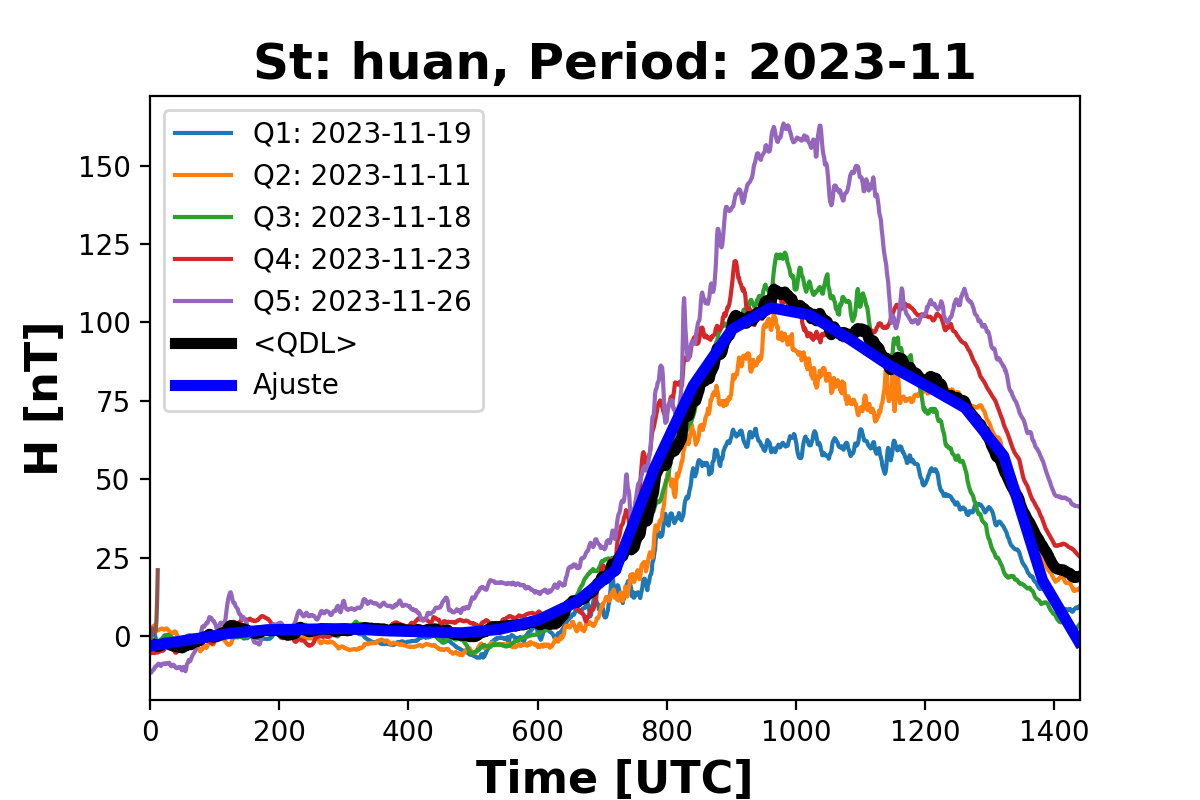 St: huan, Period: 2023-11
Q1: 2023-11-19
Q2: 2023-11-11
Q3: 2023-11-18
Q4: 2023-11-23
Q5: 2023-11-26
<QDL>
Ajuste
H [nT]
150
125
100
75
50
25
0
0 200 400 600 800 1000 1200 1400
Time [UTC]